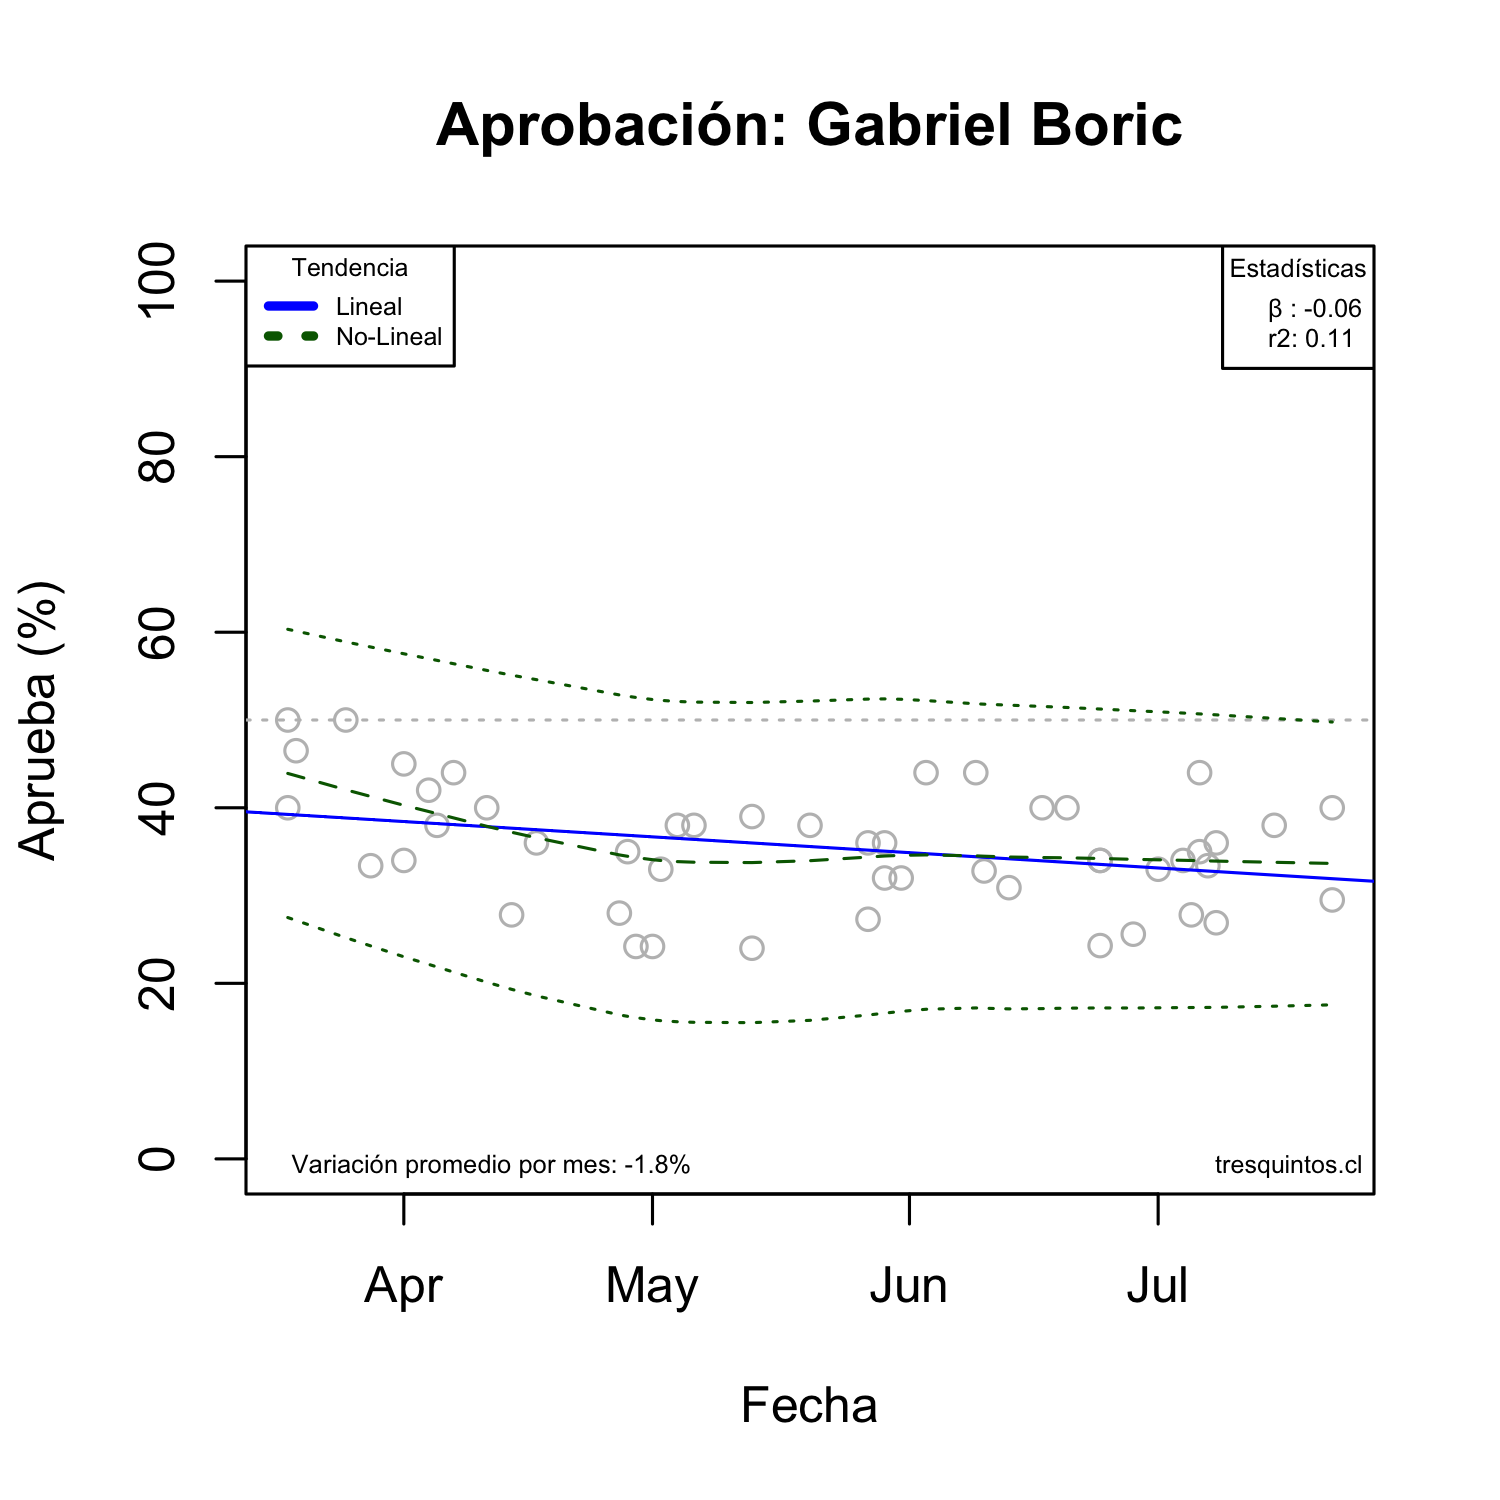 Aprobación: Gabriel Boric
Tendencia
Lineal
No-Lineal
Estadísticas
β : -0.06
r2: 0.11
Aprueba (%)
100
80
60
40
20
0
Variación promedio por mes: -1.8%
tresquintos.cl
Apr
May
Jun
Jul
Fecha